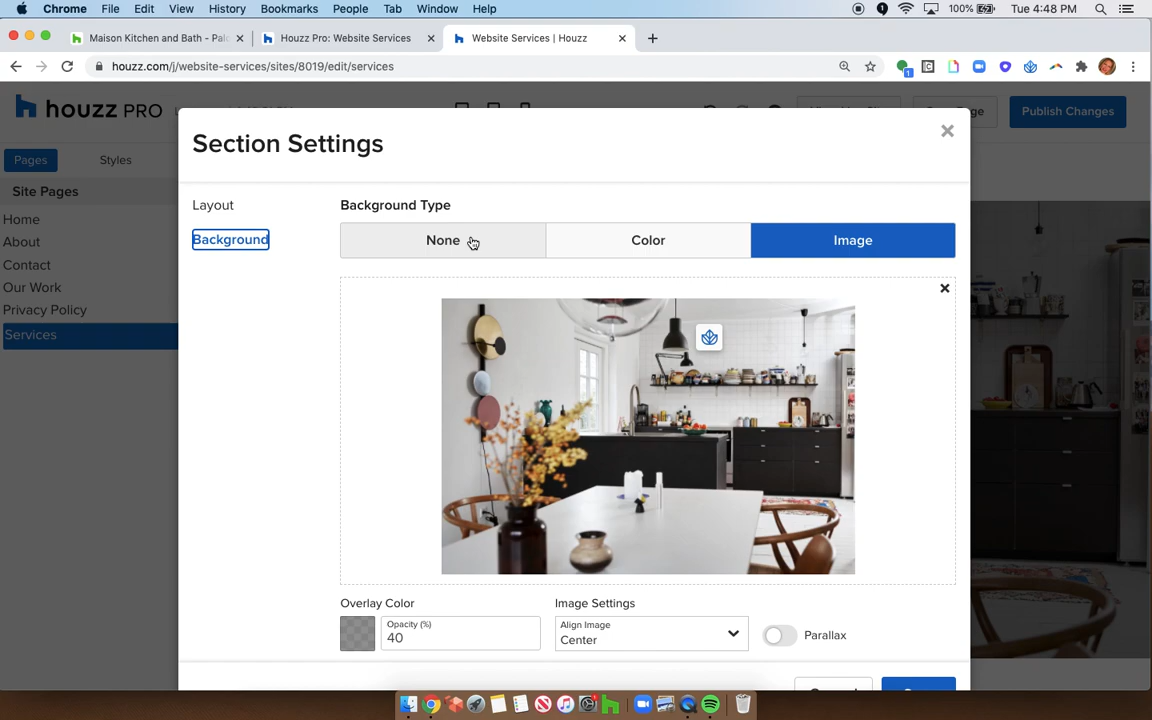 Chrome File Edit View History Bookmarks People Tab Window Help 100% Tue 4:48 PM
Maison Kitchen and Bath - Pal Houzz Pro: Website Services Website Services | Houzz
houzz.com/j/website-services/sites/8019/edit/services
houzz PRO Publish Changes
Section Settings
Pages Styles
Site Pages
Home
About
Contact
Our Work
Privacy Policy
Services
Layout
Background
Background Type
None Color Image
Overlay Color Image Settings
Opacity (%) Align Image
40 Center Parallax